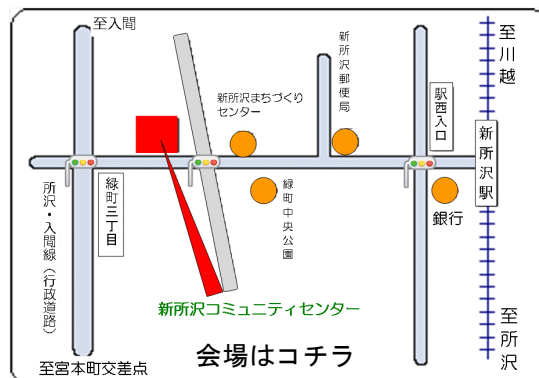 至入間
至川越
新所沢郵便局
新所沢まちづくり
センター
駅西入口
新所沢駅
緑町三丁目
緑町中央公園
所沢・入間線（行政道路）
銀行
新所沢コミュニティセンター
至所沢
会場はコチラ
至宮本町交差点